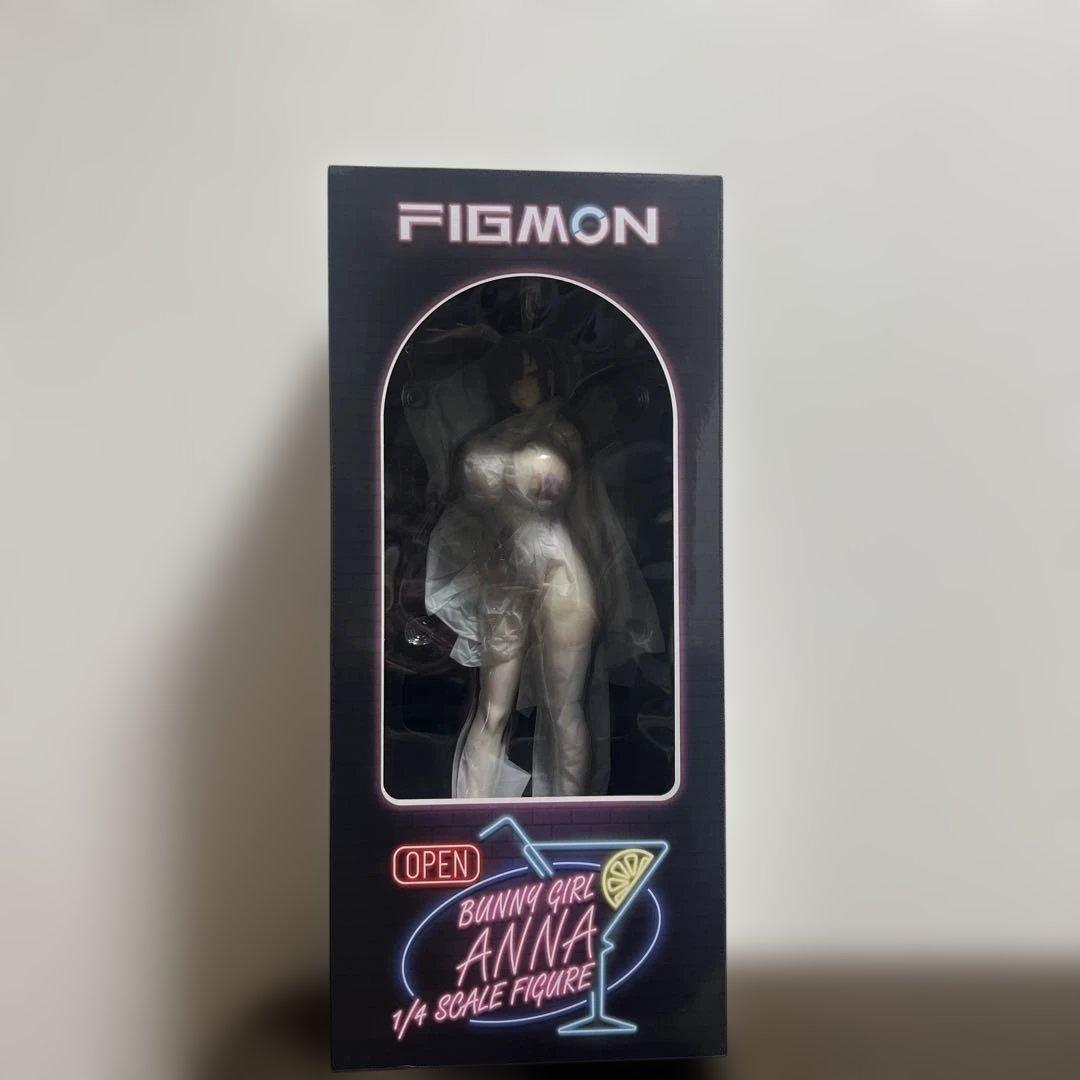 FIGMON
OPEN
BUNNY GIRL
ANNA
1/4 SCALE FIGURE